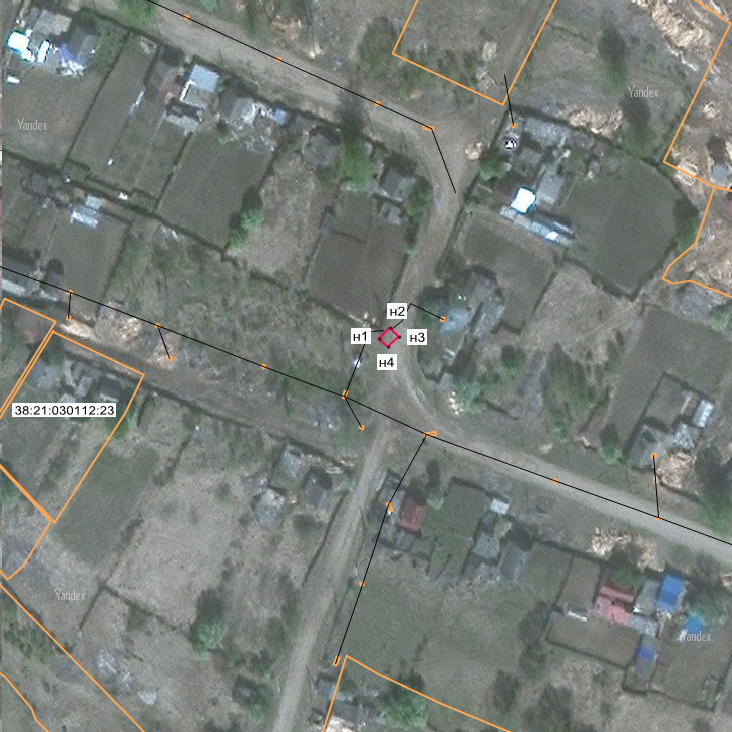 Yandex
Yandex
н2
н1
н3
н4
38:21:030112:23
Yandex
Yandex